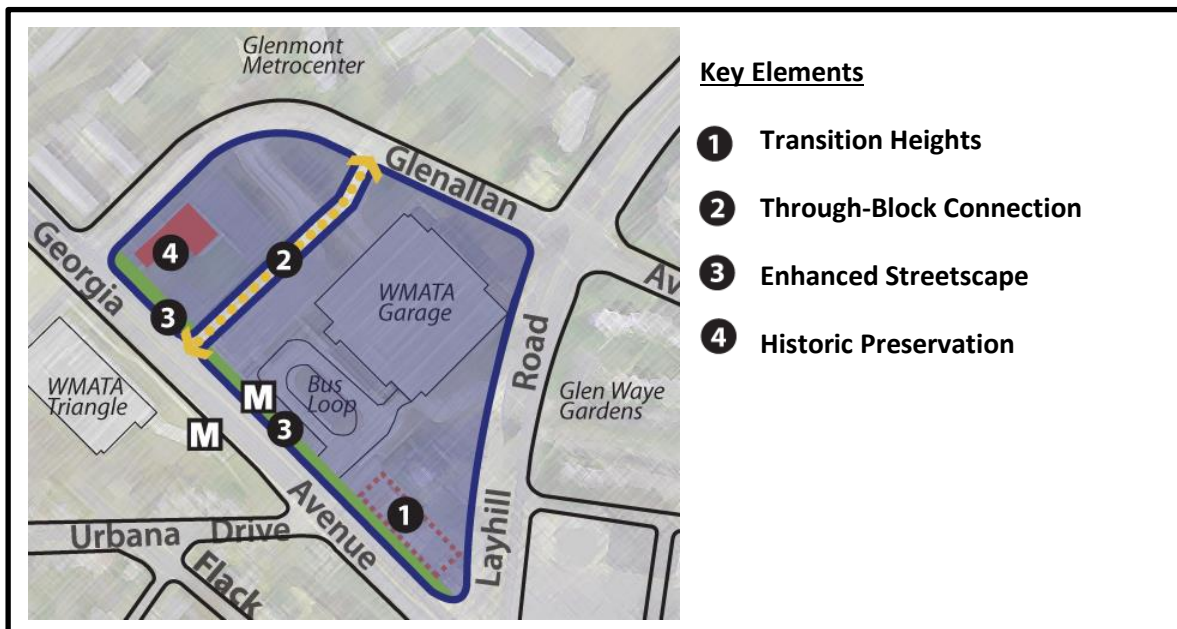 Glenmont
Metrocenter
Key Elements
1 Transition Heights
2 Through-Block Connection
3 Enhanced Streetscape
4 Historic Preservation
Glenallan
Av
Georgia
Avenue
4
2
3
WMATA
Garage
Road
Layhill
Glen Waye
Gardens
WMATA
Triangle
M
M
Bus
Loop
3
1
Urbana Drive
Flack